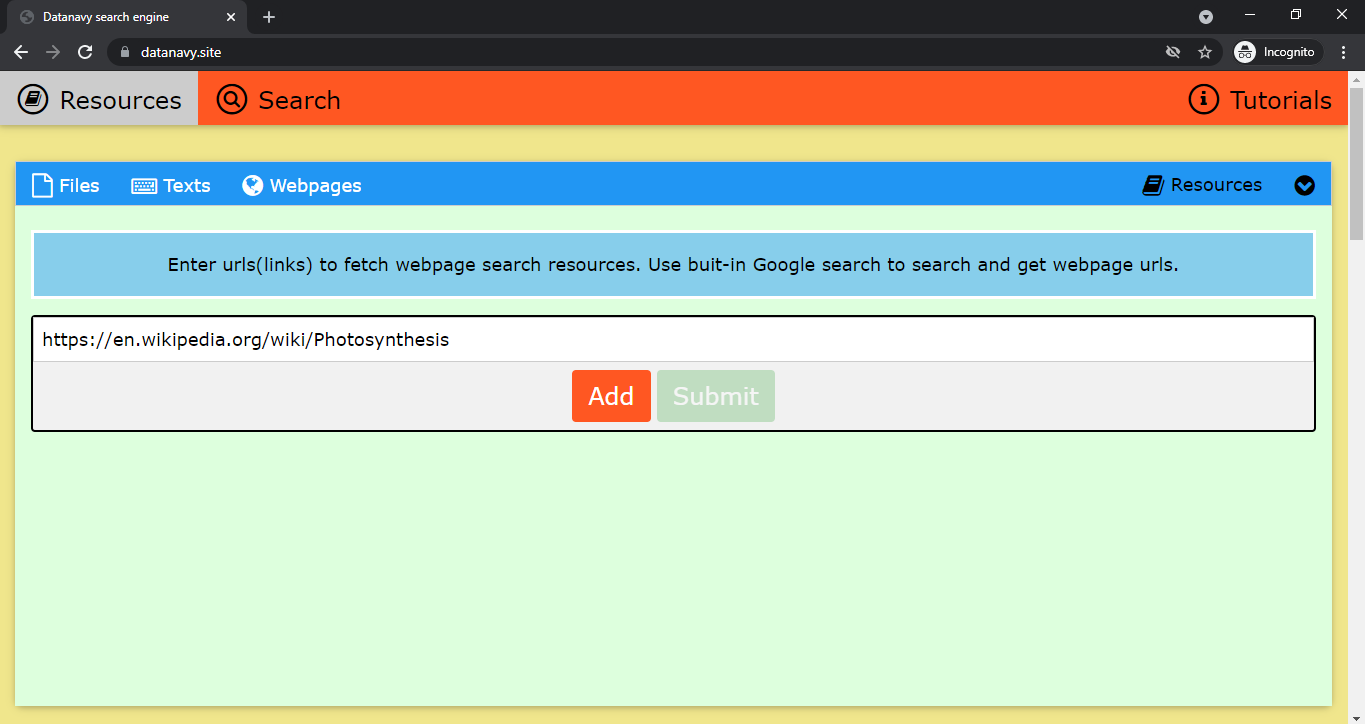 Datanavy search engine
datanavy.site
Incognito
Resources
Search
Tutorials
Files
Texts
Webpages
Resources
Enter urls(links) to fetch webpage search resources. Use buit-in Google search to search and get webpage urls.
https://en.wikipedia.org/wiki/Photosynthesis
Add
Submit